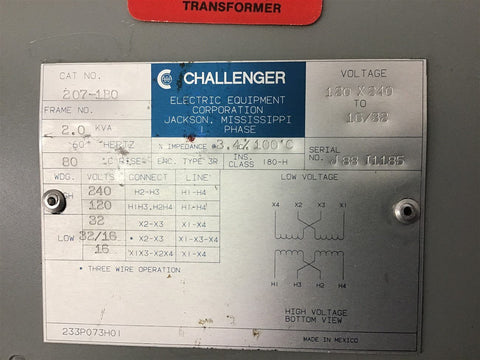 TRANSFORMER
CAT NO.
207-1B0
CHALLENGER
ELECTRIC EQUIPMENT
CORPORATION
JACKSON, MISSISSIPPI
1 PHASE
VOLTAGE
120 X 240
TO
16/32
FRAME NO.
2.0 KVA
60 HERTZ
% IMPEDANCE 3.4% 100°C
80 °C RISE ENC. TYPE 3R INS. CLASS 180-H
SERIAL
NO. J88 I1185
WDG. VOLTS CONNECT LINE
240 H2-H3 H1-H4
120 H1H3,H2H4 H1-H4
32 X2-X3 X1-X4
LOW 32/16 * X2-X3 X1-X3-X4
16 X1X3-X2X4 X1-X4
* THREE WIRE OPERATION
LOW VOLTAGE
X4 X2 X3 X1
H1 H3 H2 H4
HIGH VOLTAGE
BOTTOM VIEW
233P073H01
MADE IN MEXICO